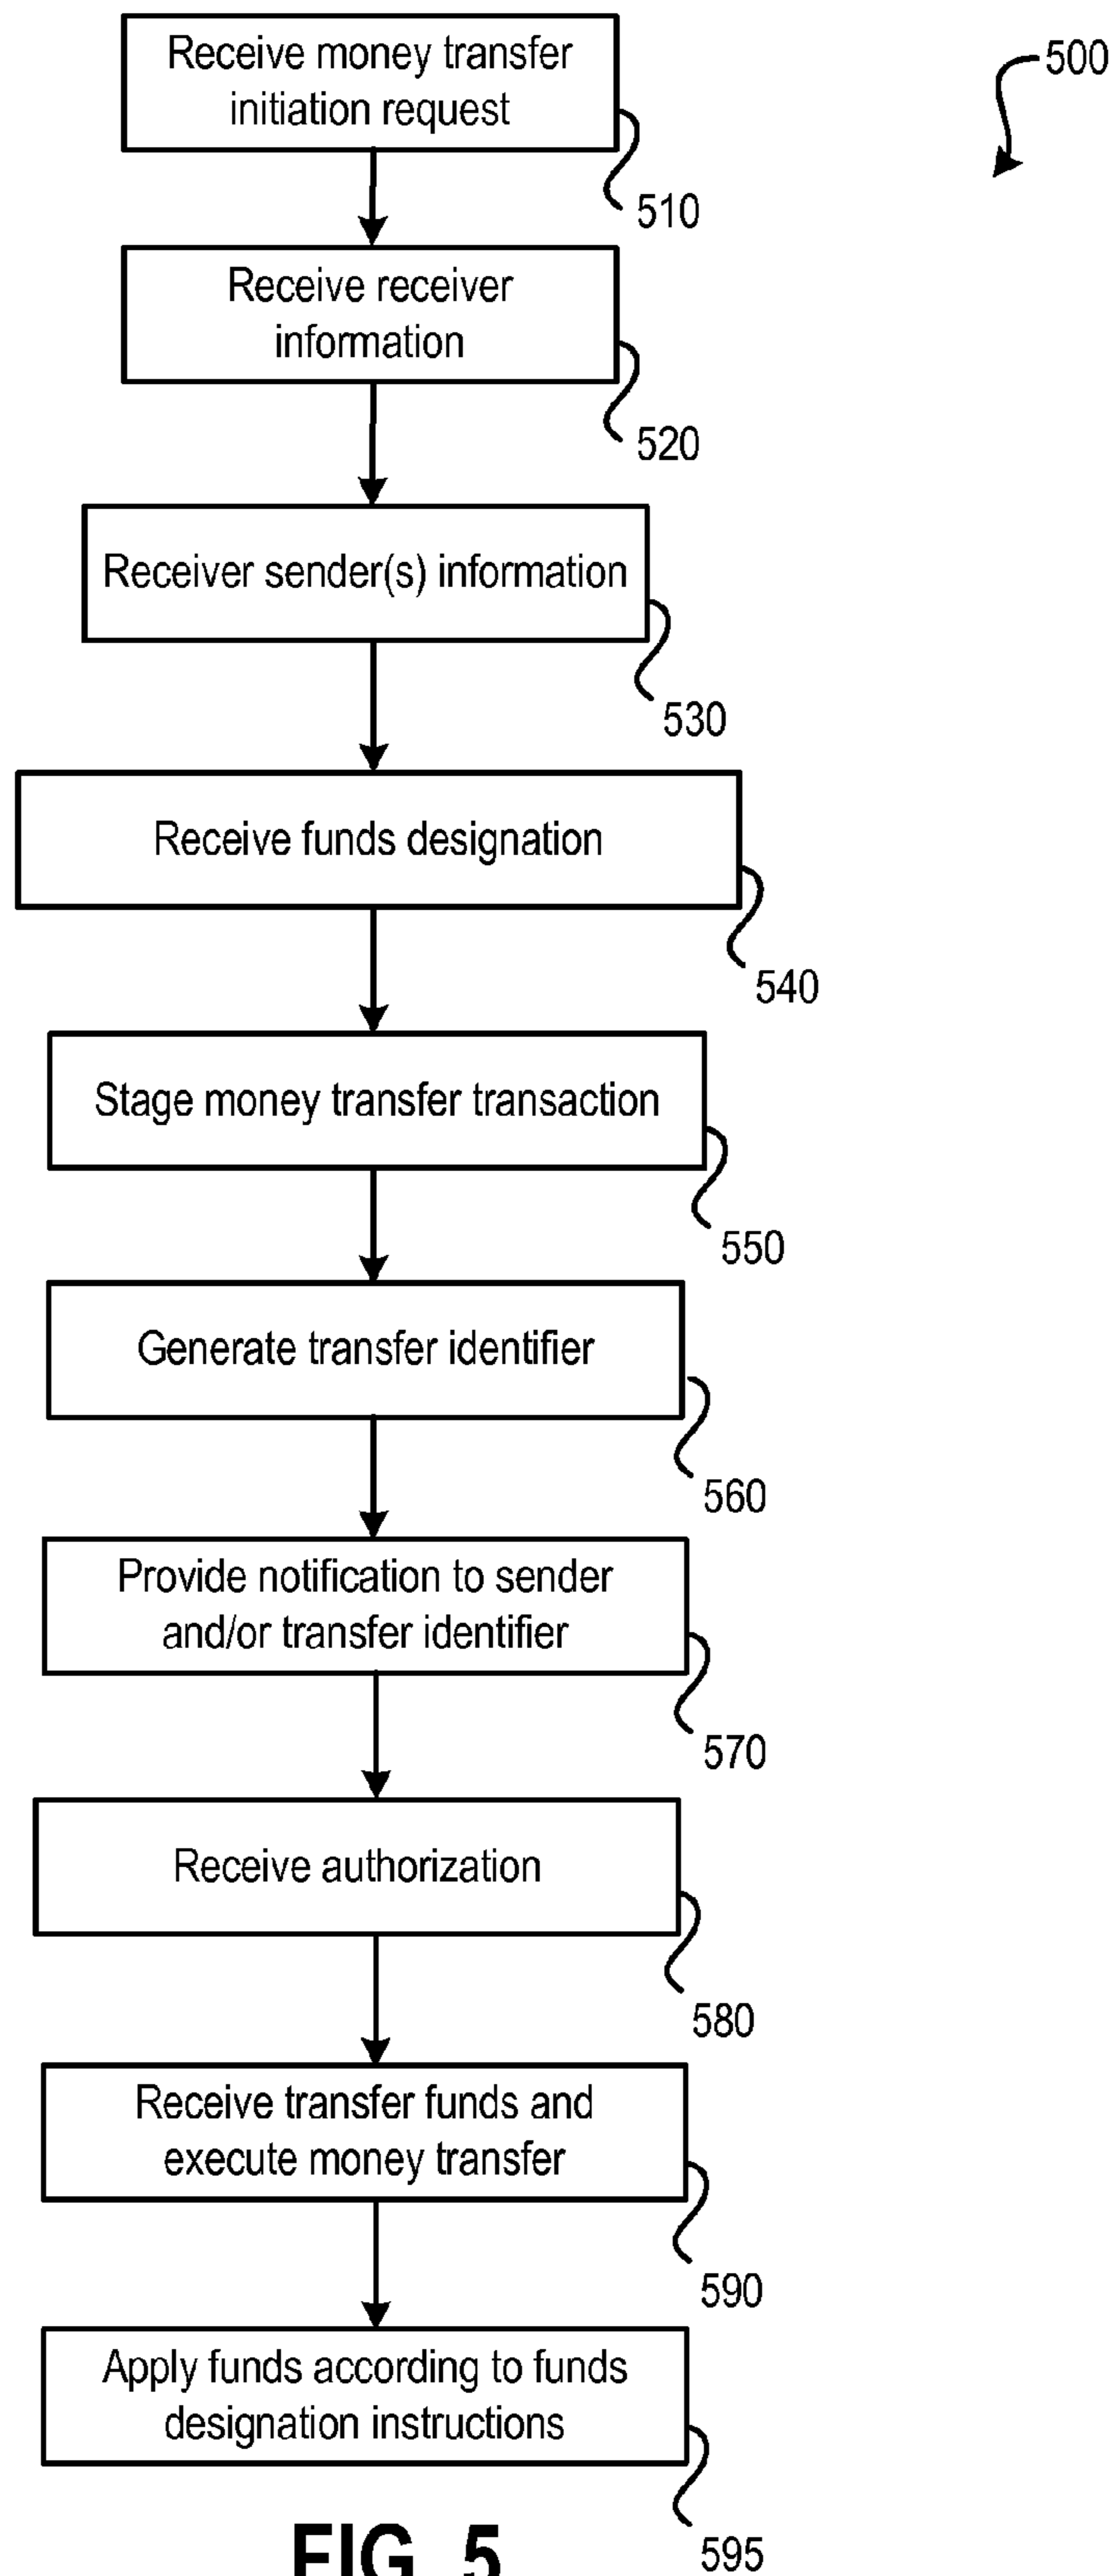 500
Receive money transfer
initiation request
510
Receive receiver
information
520
Receiver sender(s) information
530
Receive funds designation
540
Stage money transfer transaction
550
Generate transfer identifier
560
Provide notification to sender
and/or transfer identifier
570
Receive authorization
580
Receive transfer funds and
execute money transfer
590
Apply funds according to funds
designation instructions
595
FIG. 5